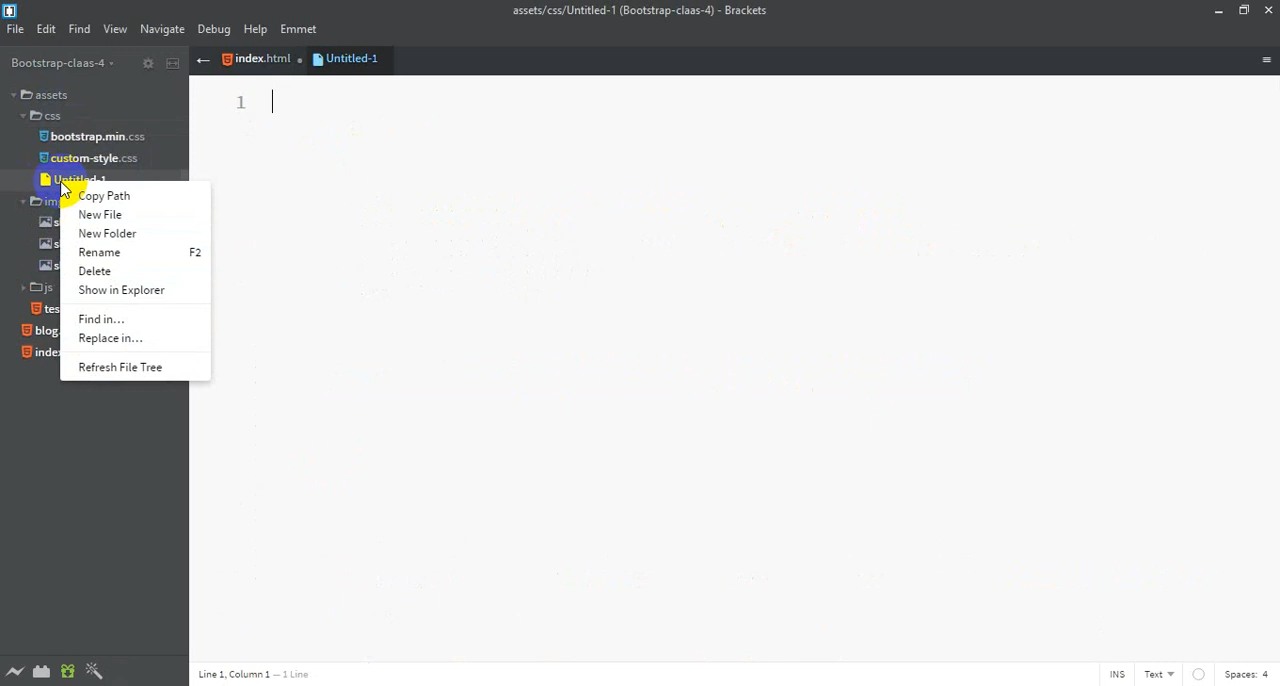 assets/css/Untitled-1 (Bootstrap-claas-4) - Brackets
File Edit Find View Navigate Debug Help Emmet
Bootstrap-claas-4
index.html
Untitled-1
assets
css
bootstrap.min.css
custom-style.css
Untitled-1
1
Copy Path
New File
New Folder
Rename F2
Delete
Show in Explorer
Find in…
Replace in…
Refresh File Tree
js
Line 1, Column 1 — 1 Line
INS
Text
Spaces: 4